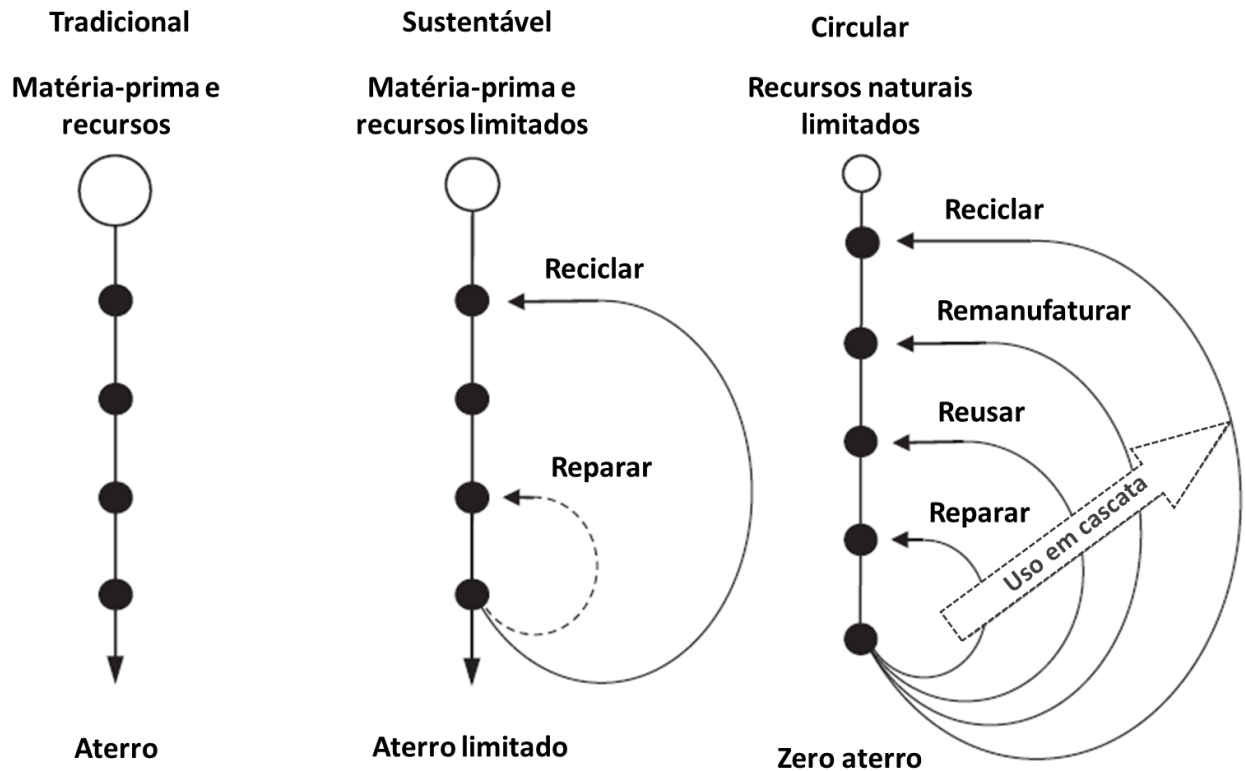 Tradicional
Matéria-prima e
recursos
Aterro
Sustentável
Matéria-prima e
recursos limitados
Reciclar
Reparar
Aterro limitado
Circular
Recursos naturais
limitados
Reciclar
Remanufaturar
Reusar
Reparar
Uso em cascata
Zero aterro